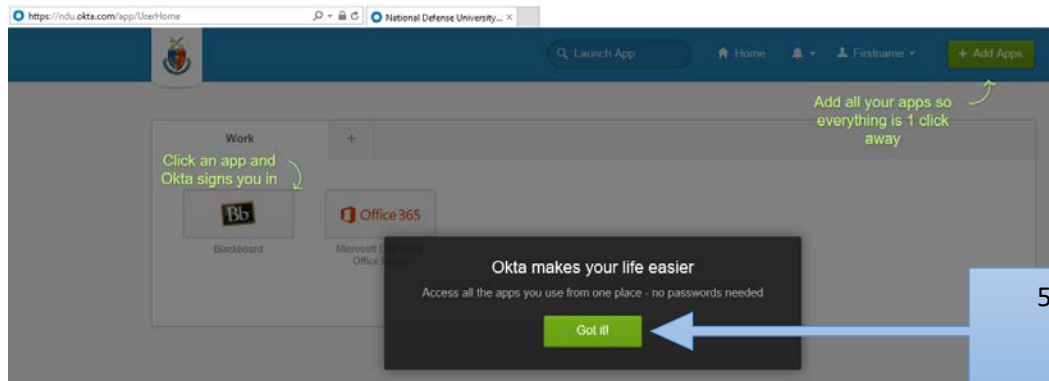 https://ndu.okta.com/app/UserHome
National Defense University...
Launch App
Home
Firstname
+ Add Apps
Add all your apps so
everything is 1 click
away
Work
+
Click an app and
Okta signs you in
Bb
Office 365
Blackboard
Microsoft
Office
Okta makes your life easier
Access all the apps you use from one place - no passwords needed
Got it!
5